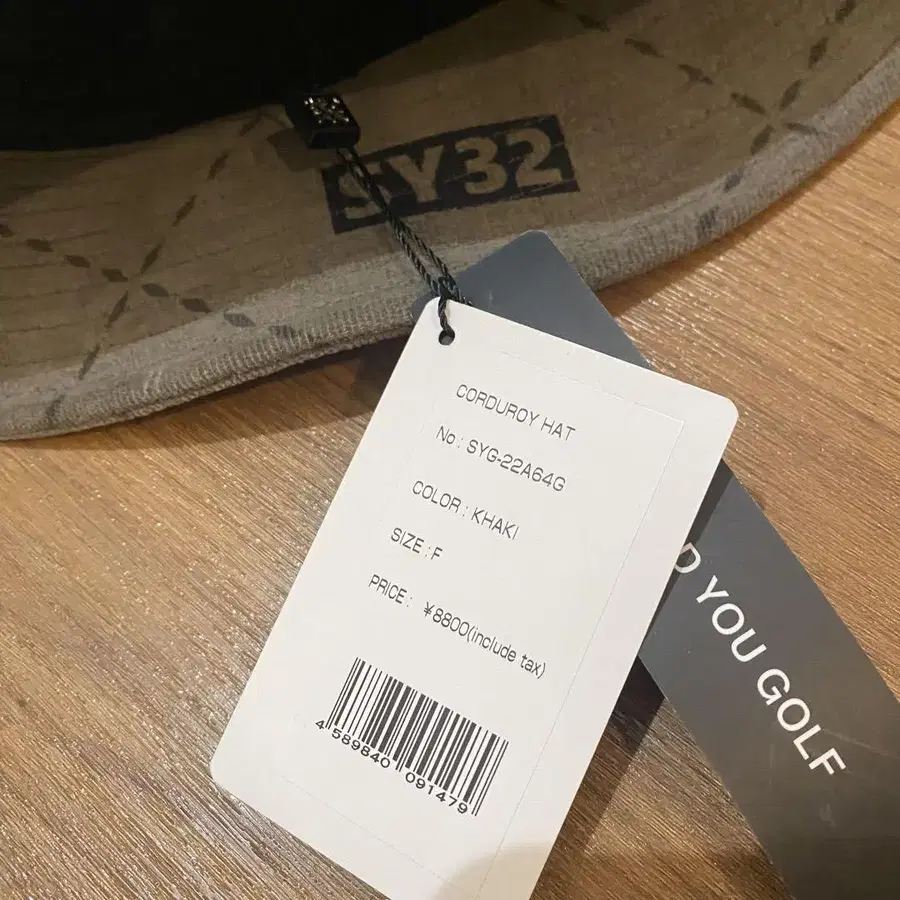 SY32
CORDUROY HAT
No: SYG-22A64G
COLOR : KHAKI
SIZE : F
PRICE : ¥8800(include tax)
4 589840 091479
D YOU GOLF